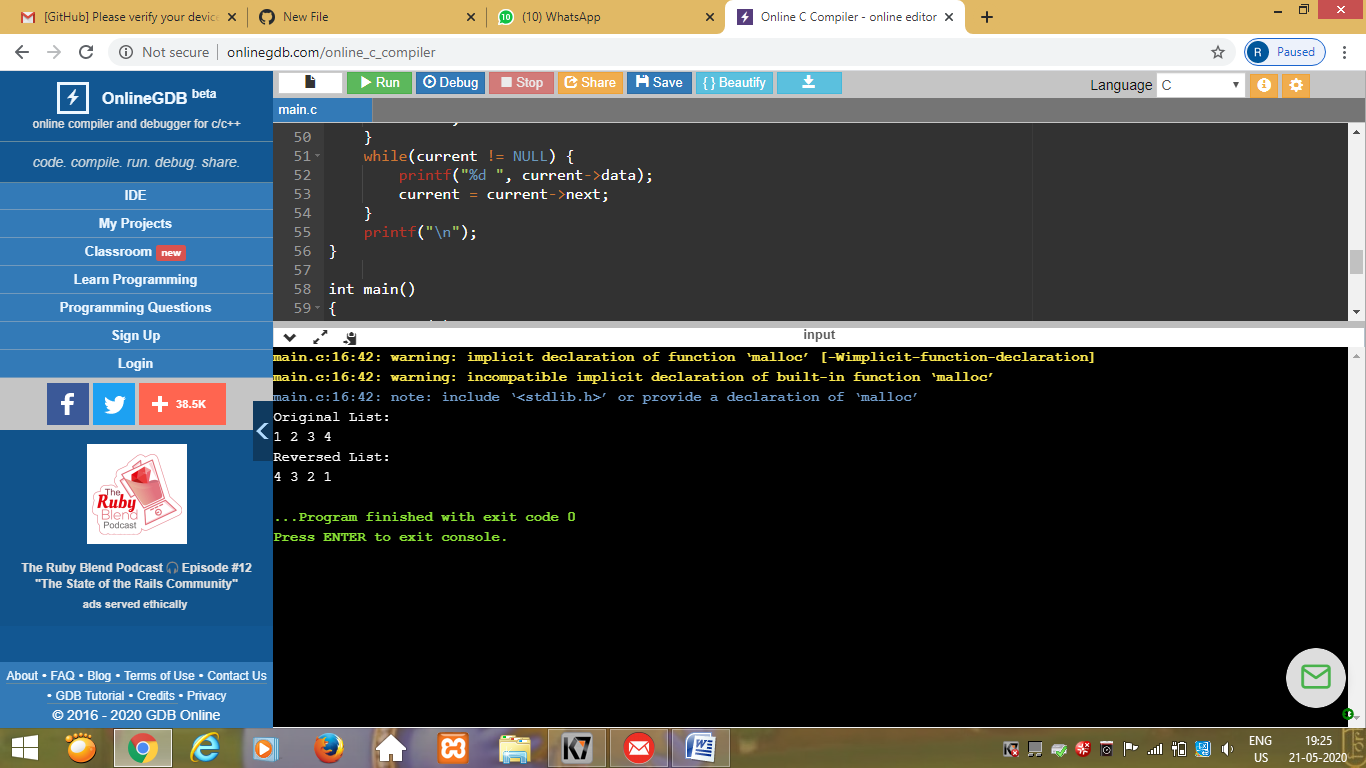 [GitHub] Please verify your device
New File
(10) WhatsApp
Online C Compiler - online editor
Not secure
onlinegdb.com/online_c_compiler
R Paused
OnlineGDB beta
online compiler and debugger for c/c++
code. compile. run. debug. share.
IDE
My Projects
Classroom new
Learn Programming
Programming Questions
Sign Up
Login
38.5K
The
Ruby
Blend
Podcast
The Ruby Blend Podcast 🎧 Episode #12
"The State of the Rails Community"
ads served ethically
About • FAQ • Blog • Terms of Use • Contact Us
• GDB Tutorial • Credits • Privacy
© 2016 - 2020 GDB Online
Run Debug Stop Share Save { } Beautify
Language C
main.c
50 }
51 while(current != NULL) {
52 printf("%d ", current->data);
53 current = current->next;
54 }
55 printf("\n");
56 }
57
58 int main()
59 {
input
main.c:16:42: warning: implicit declaration of function ‘malloc’ [-Wimplicit-function-declaration]
main.c:16:42: warning: incompatible implicit declaration of built-in function ‘malloc’
main.c:16:42: note: include ‘<stdlib.h>’ or provide a declaration of ‘malloc’
Original List:
1 2 3 4
Reversed List:
4 3 2 1
...Program finished with exit code 0
Press ENTER to exit console.
ENG
US
19:25
21-05-2020